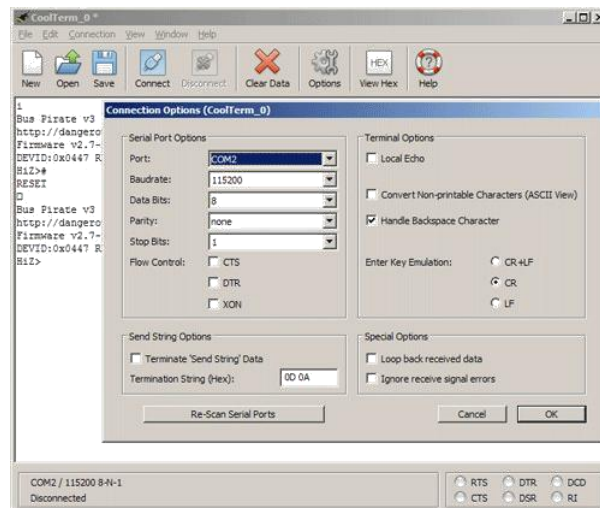 CoolTerm_0 *
File Edit Connection View Window Help
New Open Save Connect Disconnect Clear Data Options View Hex Help
HEX
i
Bus Pirate v3
http://dangero
Firmware v2.7-
DEVID:0x0447 R
HiZ>#
RESET
Bus Pirate v3
http://dangero
Firmware v2.7-
DEVID:0x0447 R
HiZ>
Connection Options (CoolTerm_0)
Serial Port Options
Port: COM2
Baudrate: 115200
Data Bits: 8
Parity: none
Stop Bits: 1
Flow Control: CTS
DTR
XON
Terminal Options
Local Echo
Convert Non-printable Characters (ASCII View)
Handle Backspace Character
Enter Key Emulation: CR+LF
CR
LF
Send String Options
Terminate 'Send String' Data
Termination String (Hex): 0D 0A
Special Options
Loop back received data
Ignore receive signal errors
Re-Scan Serial Ports
Cancel OK
COM2 / 115200 8-N-1
Disconnected
RTS DTR DCD
CTS DSR RI